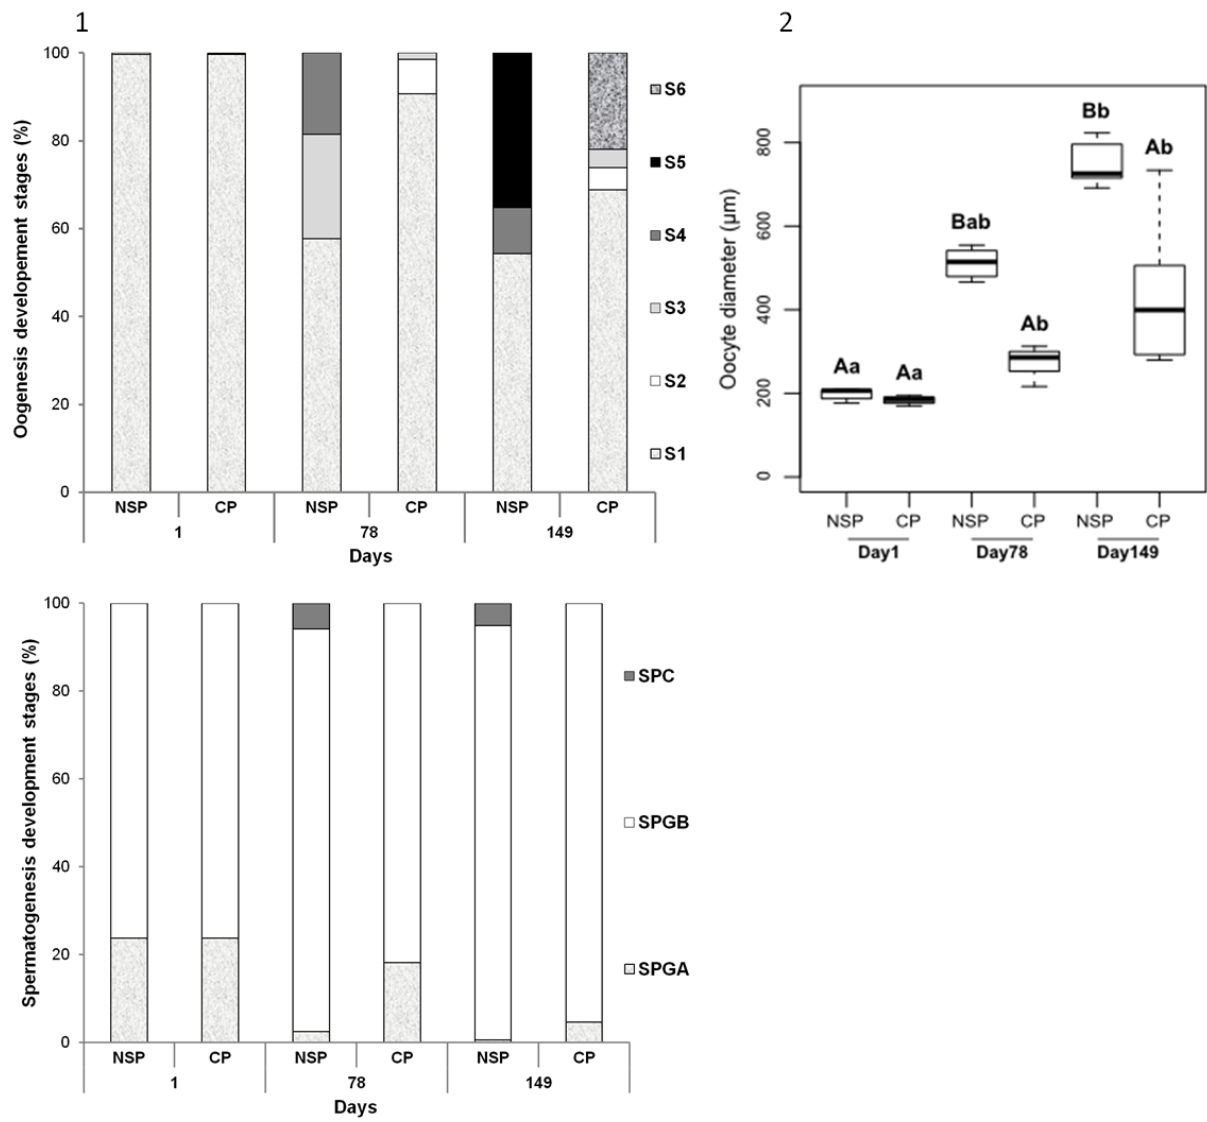 1
Oogenesis developement stages (%)
100
80
60
40
20
0
NSP CP NSP CP NSP CP
1 78 149
Days
S6
S5
S4
S3
S2
S1
2
Oocyte diameter (μm)
800
600
400
200
0
Aa Aa Bab Ab Bb Ab
NSP CP NSP CP NSP CP
Day1 Day78 Day149
Spermatogenesis development stages (%)
100
80
60
40
20
0
NSP CP NSP CP NSP CP
1 78 149
Days
SPC
SPGB
SPGA